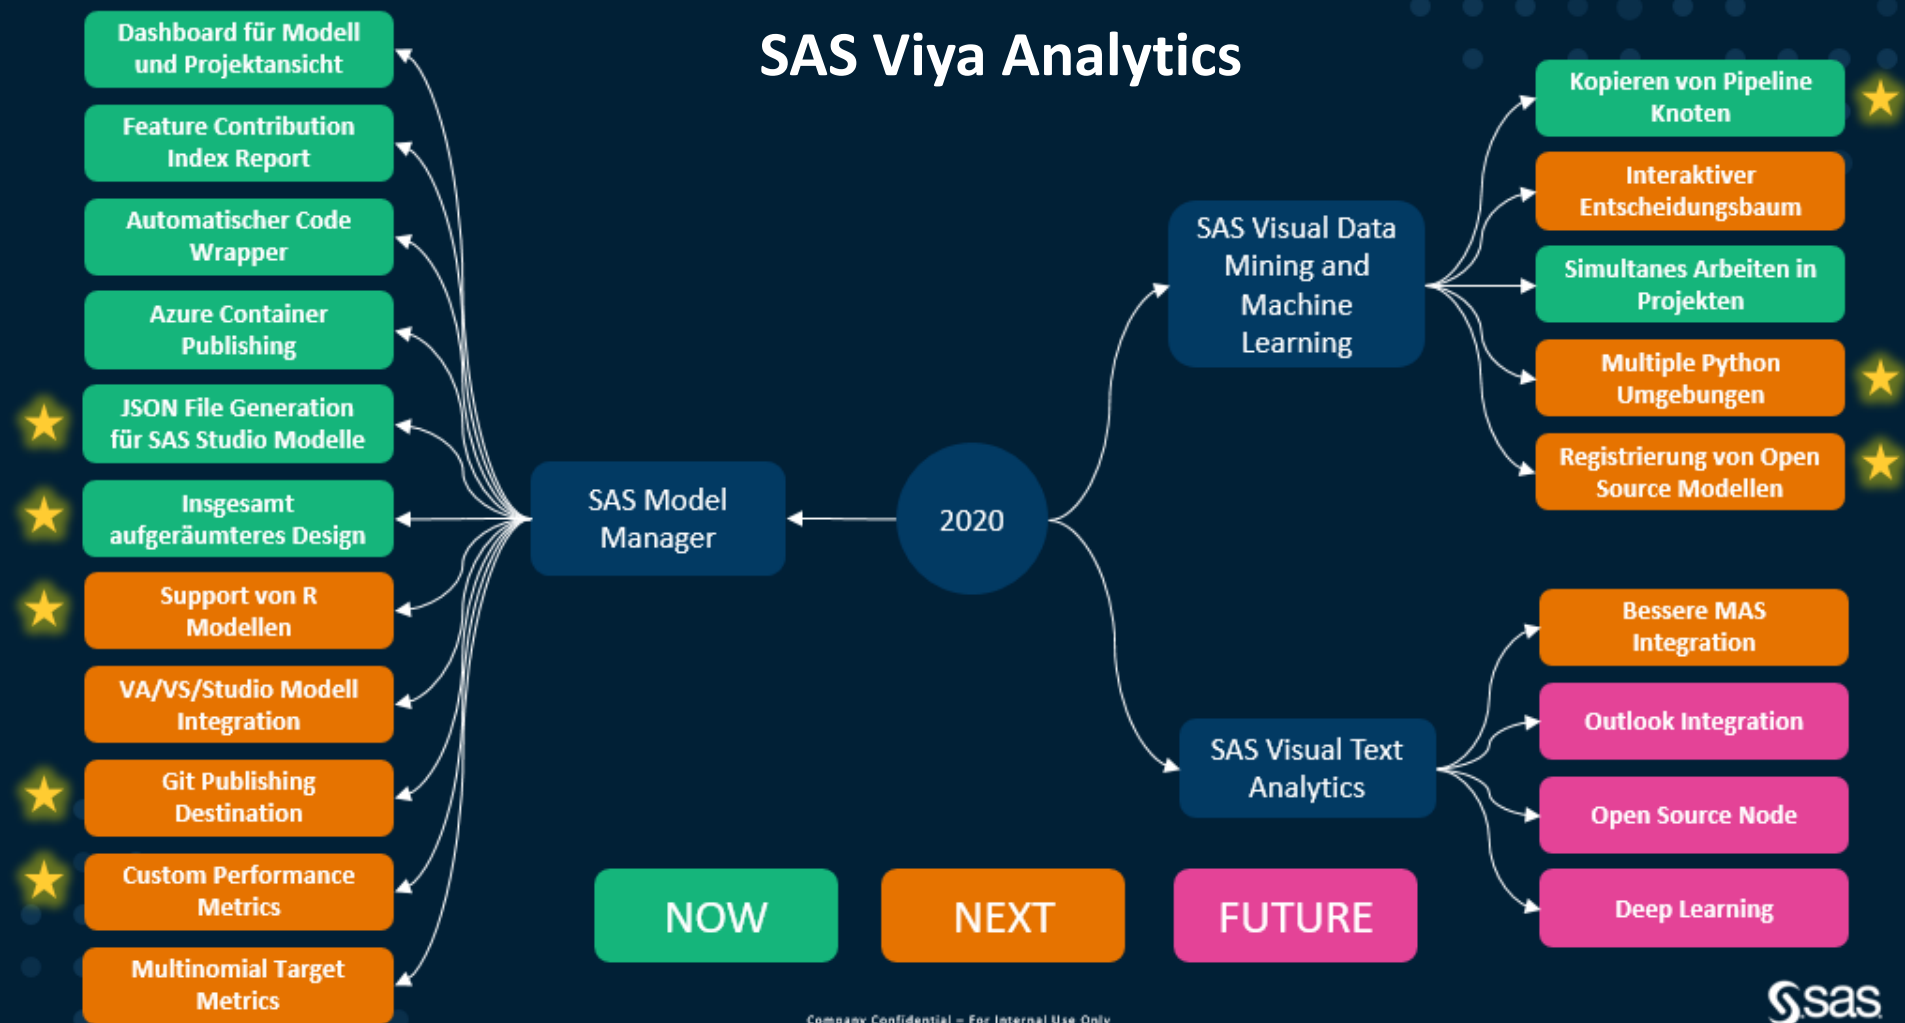 SAS Viya Analytics
Dashboard für Modell
und Projektansicht
Feature Contribution
Index Report
Automatischer Code
Wrapper
Azure Container
Publishing
JSON File Generation
für SAS Studio Modelle
Insgesamt
aufgeräumteres Design
Support von R
Modellen
VA/VS/Studio Modell
Integration
Git Publishing
Destination
Custom Performance
Metrics
Multinomial Target
Metrics
SAS Model
Manager
2020
SAS Visual Data
Mining and
Machine
Learning
Kopieren von Pipeline
Knoten
Interaktiver
Entscheidungsbaum
Simultanes Arbeiten in
Projekten
Multiple Python
Umgebungen
Registrierung von Open
Source Modellen
SAS Visual Text
Analytics
Bessere MAS
Integration
Outlook Integration
Open Source Node
Deep Learning
NOW
NEXT
FUTURE
Company Confidential – For Internal Use Only
sas